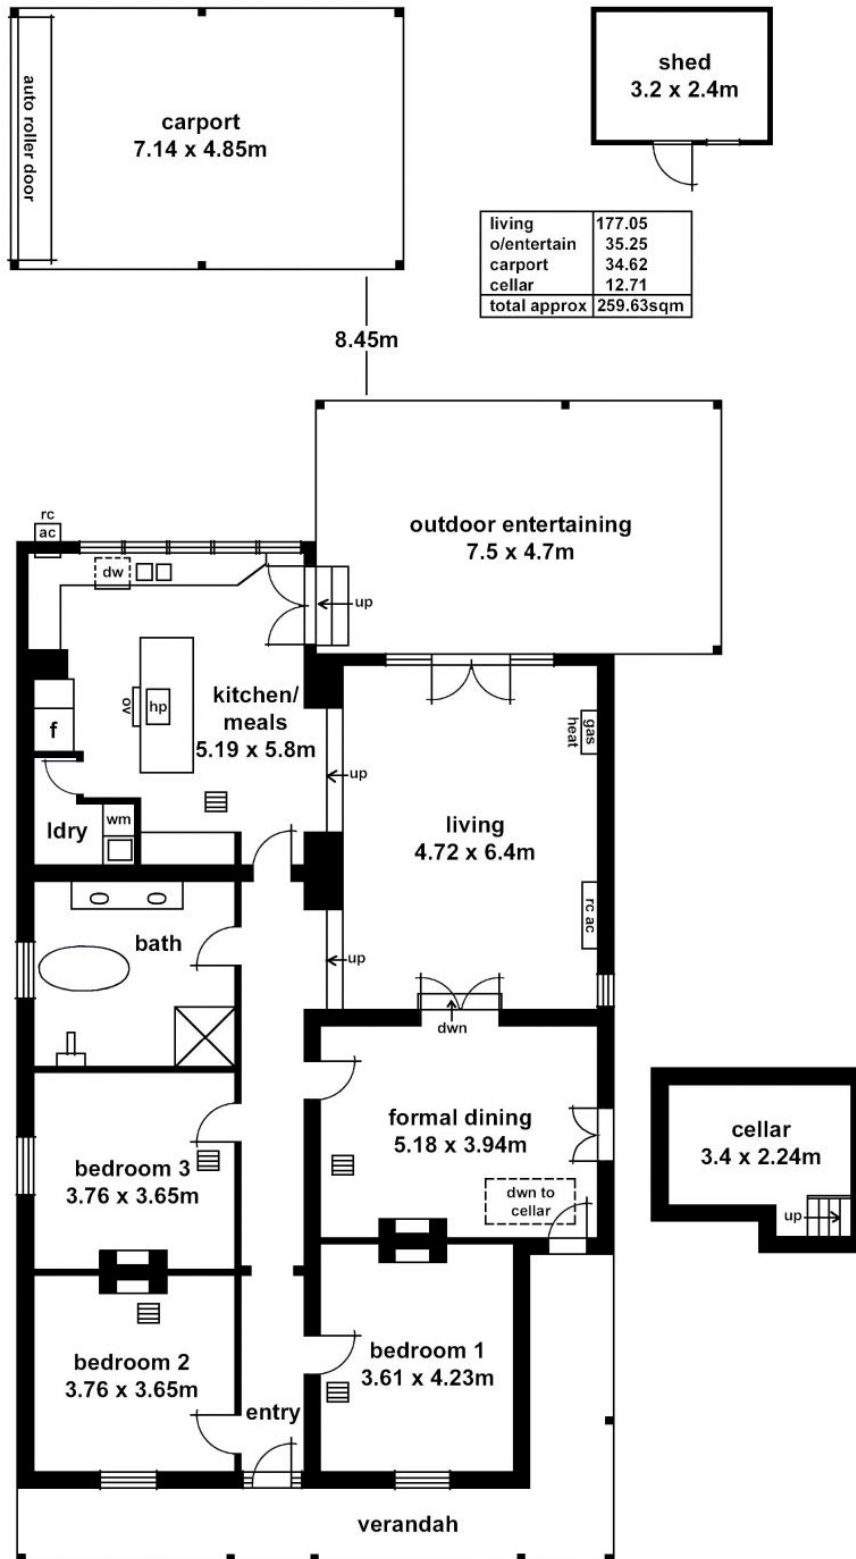 auto roller door
carport
7.14 x 4.85m
shed
3.2 x 2.4m
living 177.05
o/entertain 35.25
carport 34.62
cellar 12.71
total approx 259.63sqm
8.45m
outdoor entertaining
7.5 x 4.7m
rc
ac
dw
up
kitchen/
meals
5.19 x 5.8m
ov
hp
f
gas
heat
up
ldry
wm
living
4.72 x 6.4m
rc ac
bath
up
dwn
formal dining
5.18 x 3.94m
dwn to
cellar
cellar
3.4 x 2.24m
up
bedroom 3
3.76 x 3.65m
bedroom 2
3.76 x 3.65m
bedroom 1
3.61 x 4.23m
entry
verandah